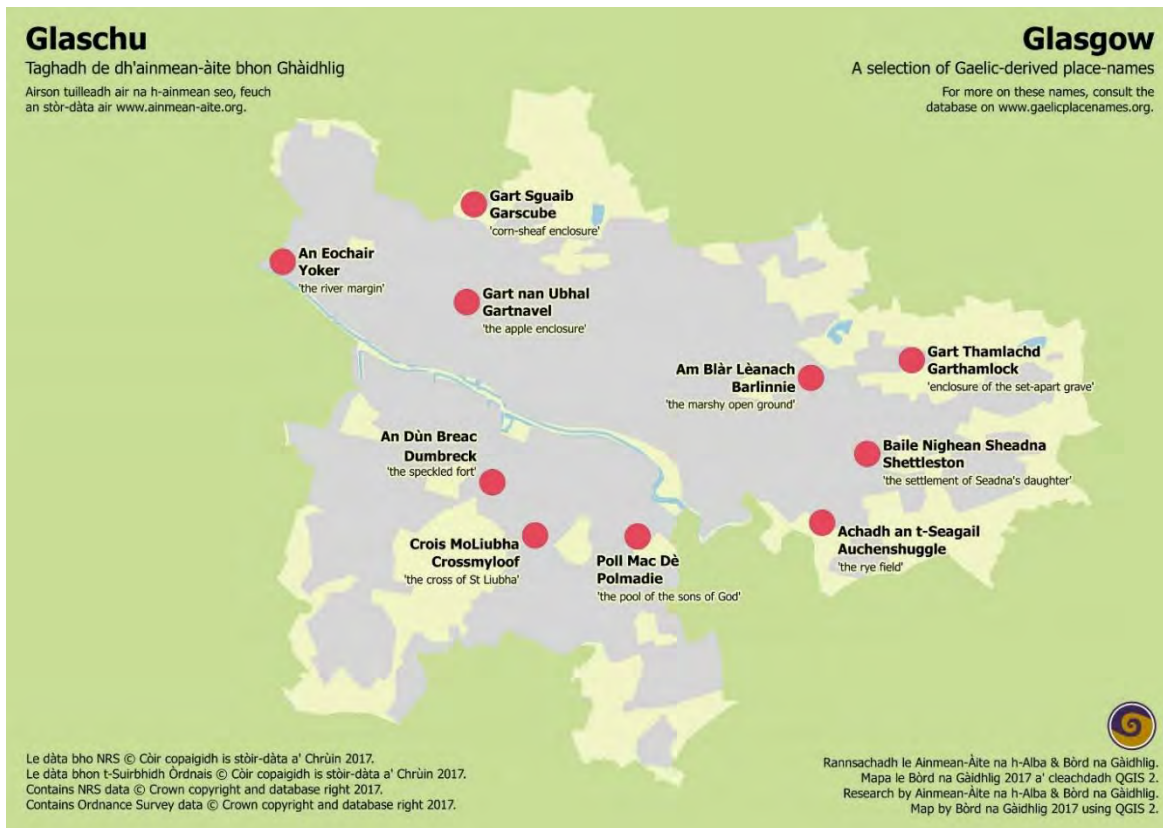 Glaschu
Taghadh de dh'ainmean-àite bhon Ghàidhlig
Airson tuilleadh air na h-ainmean seo, feuch
an stòr-dàta air www.ainmean-aite.org.
Glasgow
A selection of Gaelic-derived place-names
For more on these names, consult the
database on www.gaelicplacenames.org.
Gart Sguaib
Garscube
'corn-sheaf enclosure'
An Eochair
Yoker
'the river margin'
Gart nan Ubhal
Gartnavel
'the apple enclosure'
Gart Thamlachd
Garthamlock
'enclosure of the set-apart grave'
Am Blàr Lèanach
Barlinnie
'the marshy open ground'
An Dùn Breac
Dumbreck
'the speckled fort'
Baile Nighean Sheadna
Shettleston
'the settlement of Seadna's daughter'
Crois MoLiubha
Crossmyloof
'the cross of St Liubha'
Poll Mac Dè
Polmadie
'the pool of the sons of God'
Achadh an t-Seagail
Auchenshuggle
'the rye field'
Le dàta bho NRS © Còir copaigidh is stòir-dàta a' Chrùin 2017.
Le dàta bhon t-Suirbhidh Òrdnais © Còir copaigidh is stòir-dàta a' Chrùin 2017.
Contains NRS data © Crown copyright and database right 2017.
Contains Ordnance Survey data © Crown copyright and database right 2017.
Rannsachadh le Ainmean-Àite na h-Alba & Bòrd na Gàidhlig.
Mapa le Bòrd na Gàidhlig 2017 a' cleachdadh QGIS 2.
Research by Ainmean-Àite na h-Alba & Bòrd na Gàidhlig.
Map by Bòrd na Gàidhlig 2017 using QGIS 2.